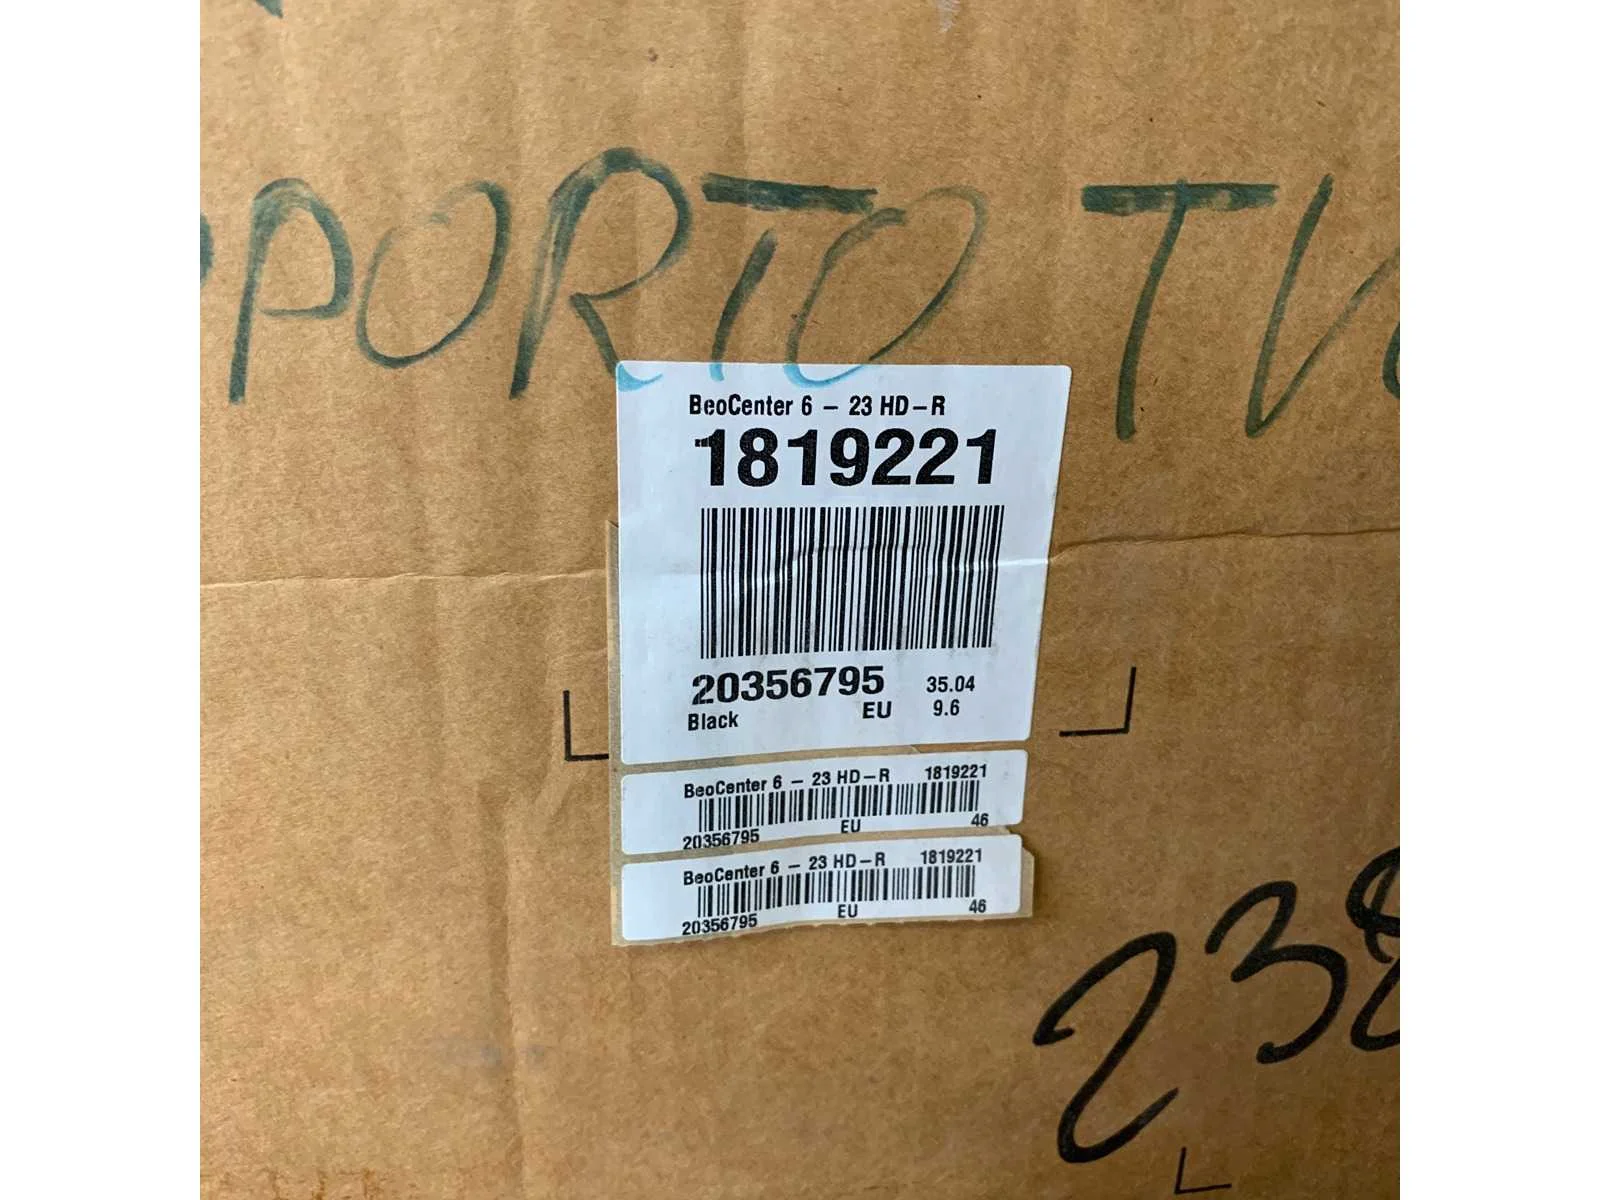 PPORTO TV
BeoCenter 6 – 23 HD–R
1819221
20356795 35.04
Black EU 9.6
BeoCenter 6 – 23 HD–R 1819221
20356795 EU 46
BeoCenter 6 – 23 HD–R 1819221
20356795 EU 46
238